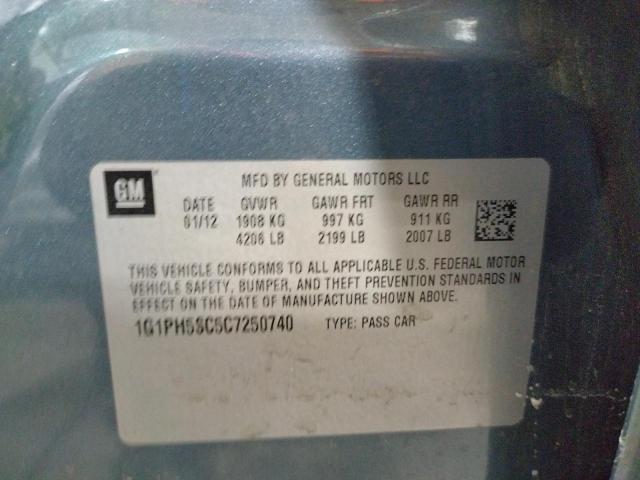 GM
MFD BY GENERAL MOTORS LLC
DATE GVWR GAWR FRT GAWR RR
01/12 1908 KG 997 KG 911 KG
4206 LB 2199 LB 2007 LB
THIS VEHICLE CONFORMS TO ALL APPLICABLE U.S. FEDERAL MOTOR
VEHICLE SAFETY, BUMPER, AND THEFT PREVENTION STANDARDS IN
EFFECT ON THE DATE OF MANUFACTURE SHOWN ABOVE.
1G1PH5SC5C7250740 TYPE: PASS CAR